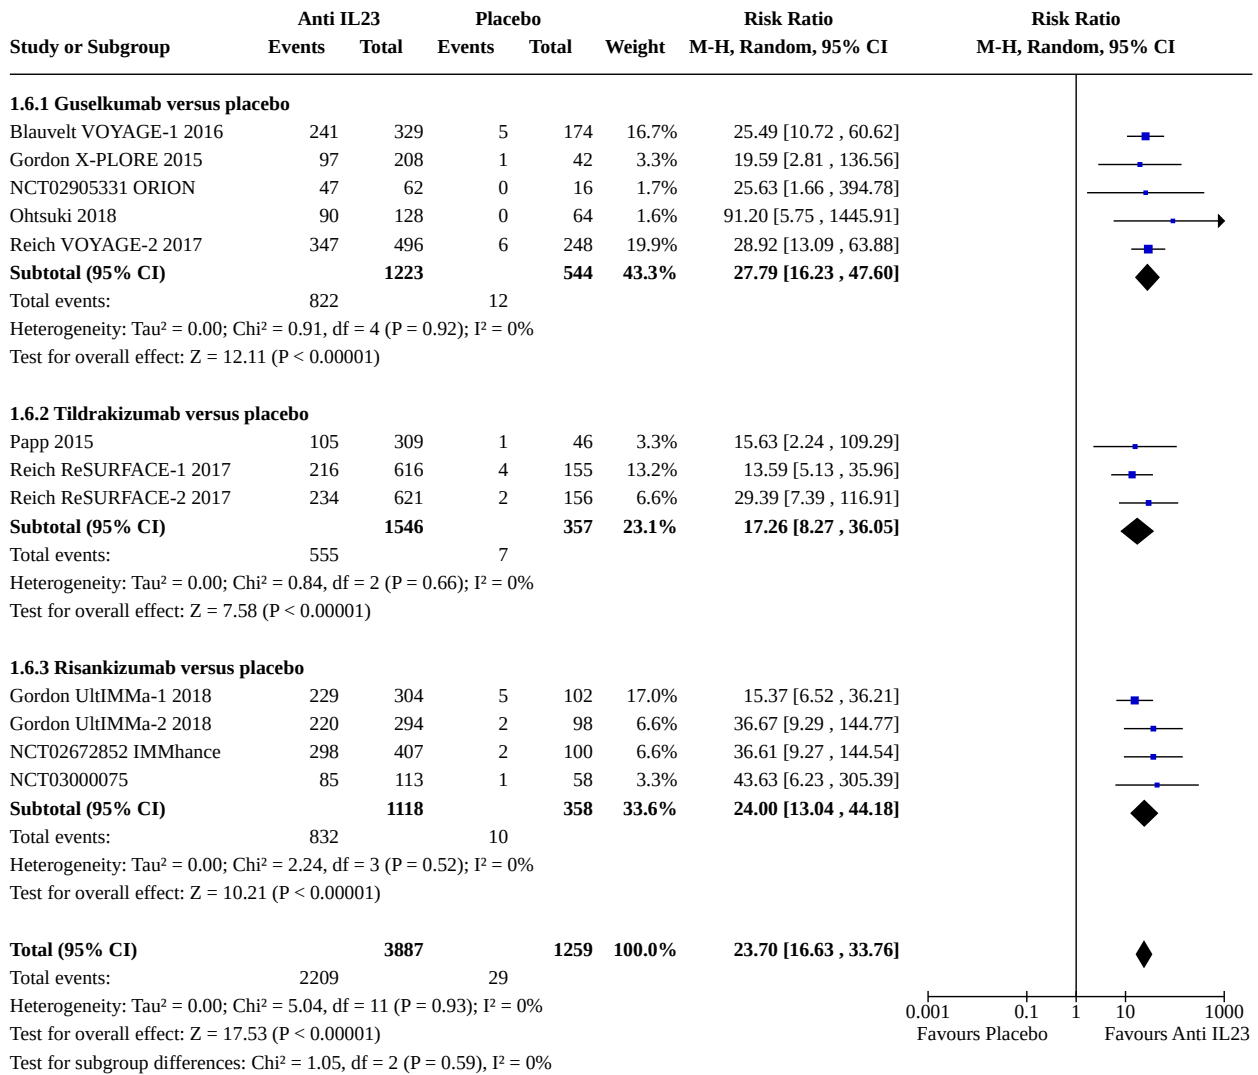 Anti IL23 Placebo Risk Ratio Risk Ratio
Study or Subgroup Events Total Events Total Weight M-H, Random, 95% CI M-H, Random, 95% CI
1.6.1 Guselkumab versus placebo
Blauvelt VOYAGE-1 2016 241 329 5 174 16.7% 25.49 [10.72 , 60.62]
Gordon X-PLORE 2015 97 208 1 42 3.3% 19.59 [2.81 , 136.56]
NCT02905331 ORION 47 62 0 16 1.7% 25.63 [1.66 , 394.78]
Ohtsuki 2018 90 128 0 64 1.6% 91.20 [5.75 , 1445.91]
Reich VOYAGE-2 2017 347 496 6 248 19.9% 28.92 [13.09 , 63.88]
Subtotal (95% CI) 1223 544 43.3% 27.79 [16.23 , 47.60]
Total events: 822 12
Heterogeneity: Tau² = 0.00; Chi² = 0.91, df = 4 (P = 0.92); I² = 0%
Test for overall effect: Z = 12.11 (P < 0.00001)
1.6.2 Tildrakizumab versus placebo
Papp 2015 105 309 1 46 3.3% 15.63 [2.24 , 109.29]
Reich ReSURFACE-1 2017 216 616 4 155 13.2% 13.59 [5.13 , 35.96]
Reich ReSURFACE-2 2017 234 621 2 156 6.6% 29.39 [7.39 , 116.91]
Subtotal (95% CI) 1546 357 23.1% 17.26 [8.27 , 36.05]
Total events: 555 7
Heterogeneity: Tau² = 0.00; Chi² = 0.84, df = 2 (P = 0.66); I² = 0%
Test for overall effect: Z = 7.58 (P < 0.00001)
1.6.3 Risankizumab versus placebo
Gordon UltIMMa-1 2018 229 304 5 102 17.0% 15.37 [6.52 , 36.21]
Gordon UltIMMa-2 2018 220 294 2 98 6.6% 36.67 [9.29 , 144.77]
NCT02672852 IMMhance 298 407 2 100 6.6% 36.61 [9.27 , 144.54]
NCT03000075 85 113 1 58 3.3% 43.63 [6.23 , 305.39]
Subtotal (95% CI) 1118 358 33.6% 24.00 [13.04 , 44.18]
Total events: 832 10
Heterogeneity: Tau² = 0.00; Chi² = 2.24, df = 3 (P = 0.52); I² = 0%
Test for overall effect: Z = 10.21 (P < 0.00001)
Total (95% CI) 3887 1259 100.0% 23.70 [16.63 , 33.76]
Total events: 2209 29
Heterogeneity: Tau² = 0.00; Chi² = 5.04, df = 11 (P = 0.93); I² = 0%
0.001 0.1 1 10 1000
Test for overall effect: Z = 17.53 (P < 0.00001)
Favours Placebo Favours Anti IL23
Test for subgroup differences: Chi² = 1.05, df = 2 (P = 0.59), I² = 0%